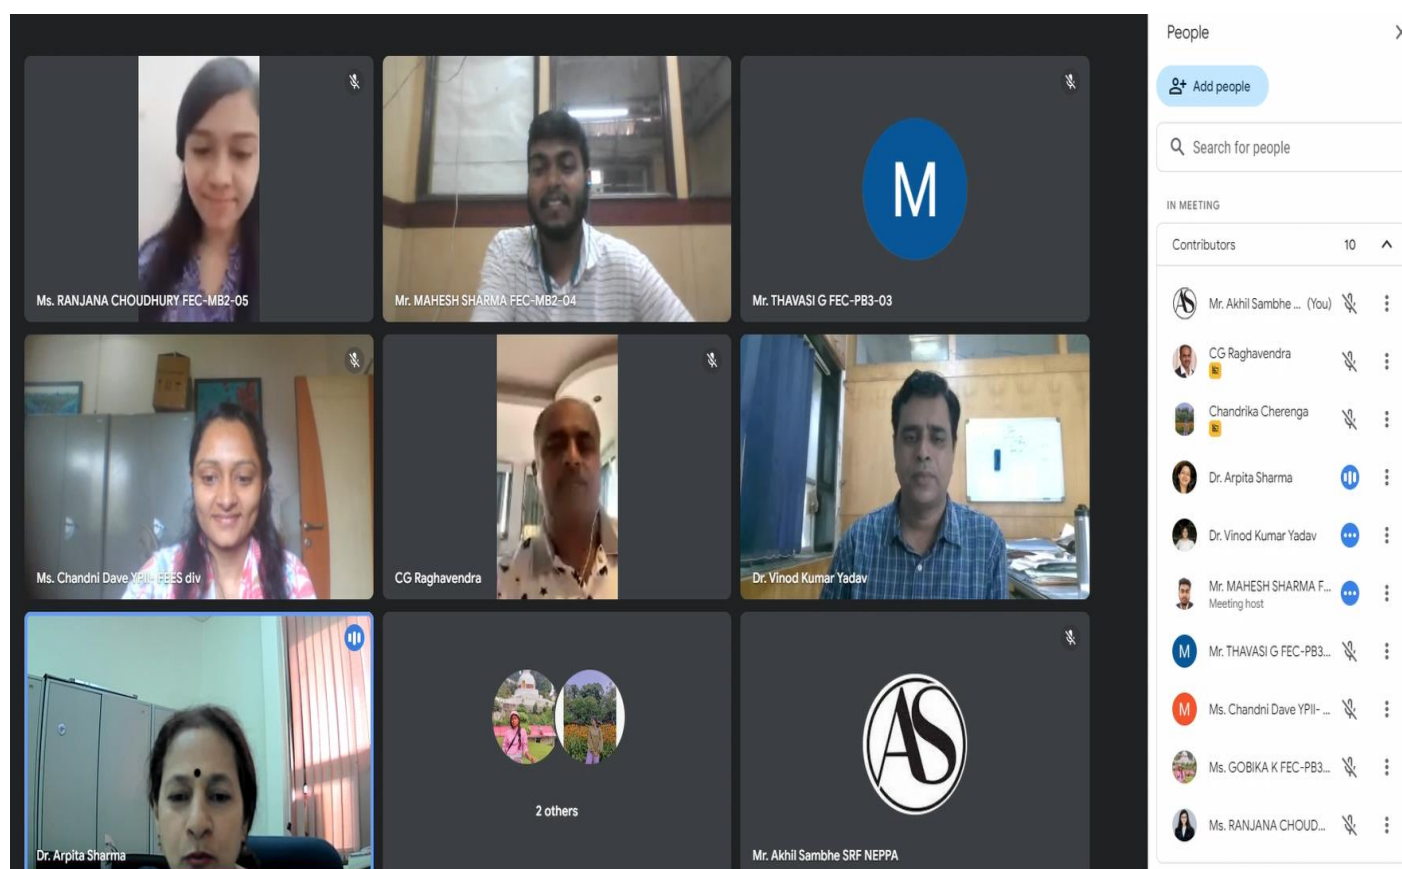 Ms. RANJANA CHOUDHURY FEC-MB2-05
Mr. MAHESH SHARMA FEC-MB2-04
M
Mr. THAVASI G FEC-PB3-03
Ms. Chandni Dave YPII- FEES div
CG Raghavendra
Dr. Vinod Kumar Yadav
Dr. Arpita Sharma
2 others
AS
Mr. Akhil Sambhe SRF NEPPA
People
Add people
Search for people
IN MEETING
Contributors 10
AS Mr. Akhil Sambhe ... (You)
CG Raghavendra
Chandrika Cherenga
Dr. Arpita Sharma
Dr. Vinod Kumar Yadav
Mr. MAHESH SHARMA F...
Meeting host
M Mr. THAVASI G FEC-PB3...
M Ms. Chandni Dave YPII- ...
Ms. GOBIKA K FEC-PB3...
Ms. RANJANA CHOUD...